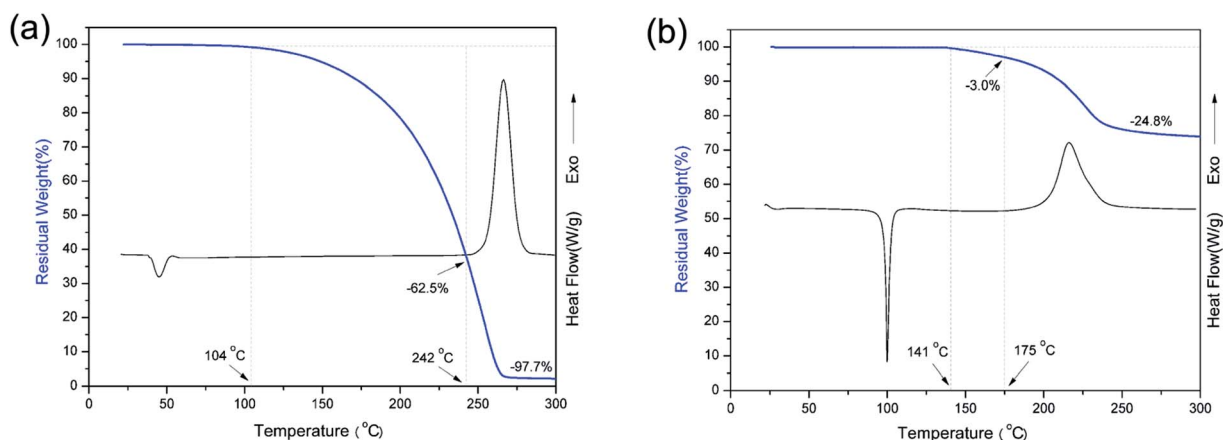 (a)
100
90
80
70
60
50
40
30
20
10
0
Residual Weight(%)
-62.5%
-97.7%
104 °C
242 °C
0 50 100 150 200 250 300
Temperature (°C)
Heat Flow(W/g)
Exo
(b)
100
90
80
70
60
50
40
30
20
10
0
Residual Weight(%)
-3.0%
-24.8%
141 °C
175 °C
0 50 100 150 200 250 300
Temperature (°C)
Heat Flow(W/g)
Exo